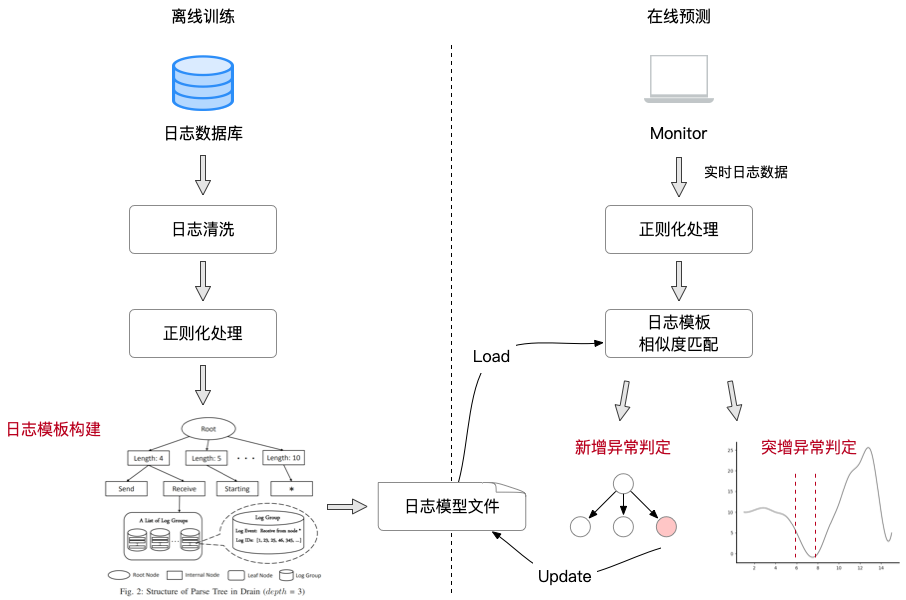 离线训练
日志数据库
日志清洗
正则化处理
日志模板构建
Root
Length: 4
Length: 5
· · ·
Length: 10
Send
Receive
Starting
*
A List of Log Groups
Log Group
Log Event: Receive from node *
Log IDs: [1, 23, 25, 46, 345, ...]
Root Node
Internal Node
Leaf Node
Log Group
Fig. 2: Structure of Parse Tree in Drain (depth = 3)
日志模型文件
Load
Update
在线预测
Monitor
实时日志数据
正则化处理
日志模板
相似度匹配
新增异常判定
突增异常判定
25
20
15
10
5
0
2
4
6
8
10
12
14